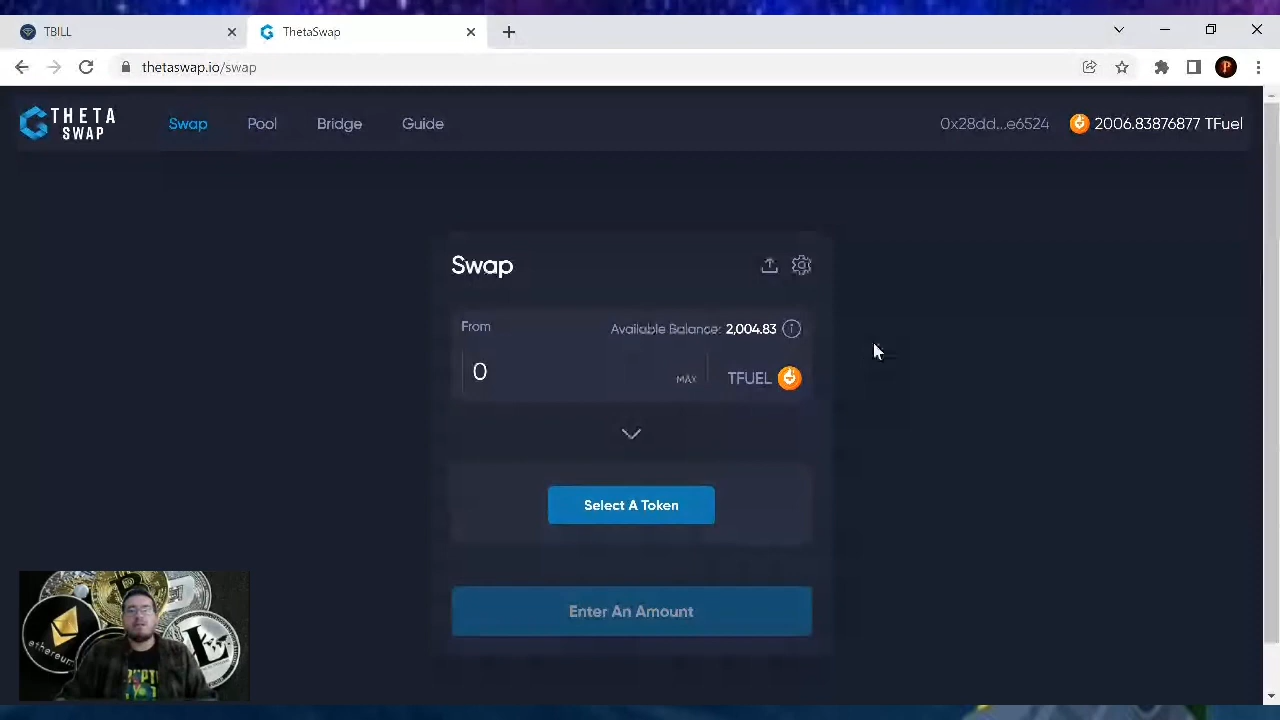 TBILL
ThetaSwap
thetaswap.io/swap
THETA
SWAP
Swap
Pool
Bridge
Guide
0x28dd...e6524
2006.83876877 TFuel
Swap
From
Available Balance: 2,004.83
0
MAX
TFUEL
Select A Token
Enter An Amount
ethereum